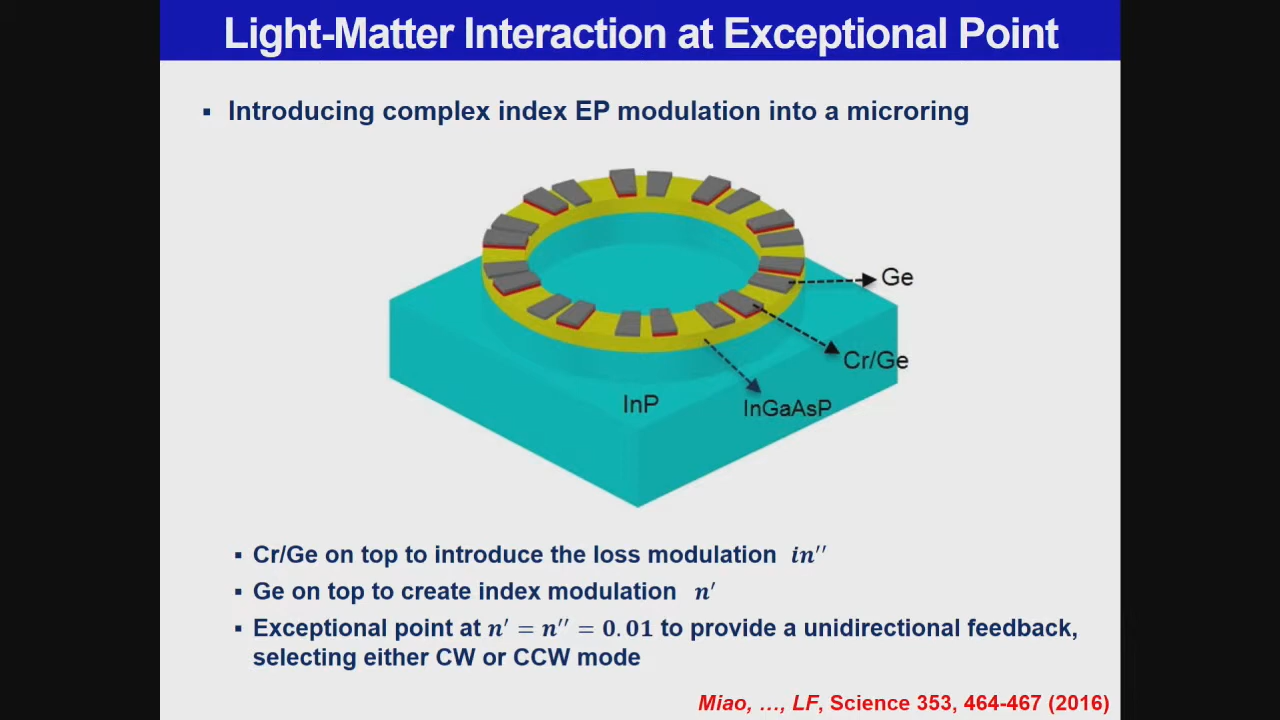 Light-Matter Interaction at Exceptional Point
▪ Introducing complex index EP modulation into a microring
Ge
Cr/Ge
InP
InGaAsP
▪ Cr/Ge on top to introduce the loss modulation in′′
▪ Ge on top to create index modulation n′
▪ Exceptional point at n′ = n′′ = 0.01 to provide a unidirectional feedback,
selecting either CW or CCW mode
Miao, …, LF, Science 353, 464-467 (2016)